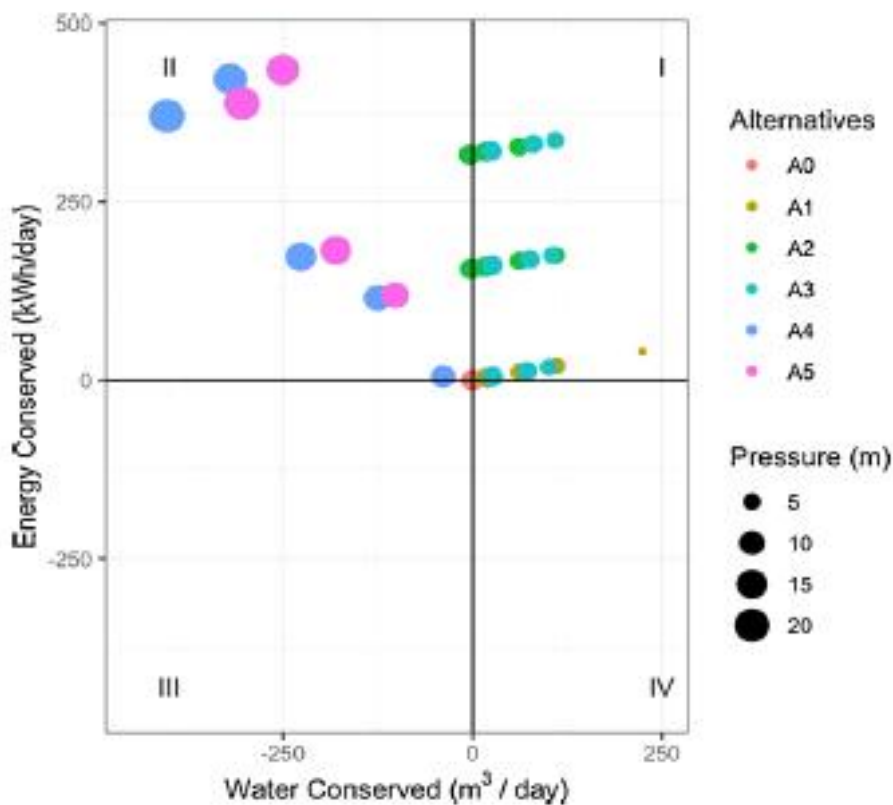 500
II
I
250
0
-250
III
IV
-250
0
250
Energy Conserved (kWh/day)
Water Conserved (m³ / day)
Alternatives
A0
A1
A2
A3
A4
A5
Pressure (m)
5
10
15
20